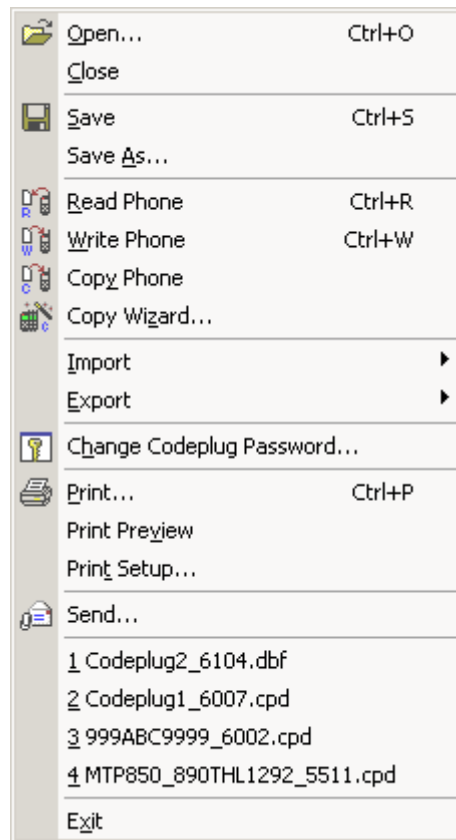 Open... Ctrl+O
Close
Save Ctrl+S
Save As...
Read Phone Ctrl+R
Write Phone Ctrl+W
Copy Phone
Copy Wizard...
Import
Export
Change Codeplug Password...
Print... Ctrl+P
Print Preview
Print Setup...
Send...
1 Codeplug2_6104.dbf
2 Codeplug1_6007.cpd
3 999ABC9999_6002.cpd
4 MTP850_890THL1292_5511.cpd
Exit